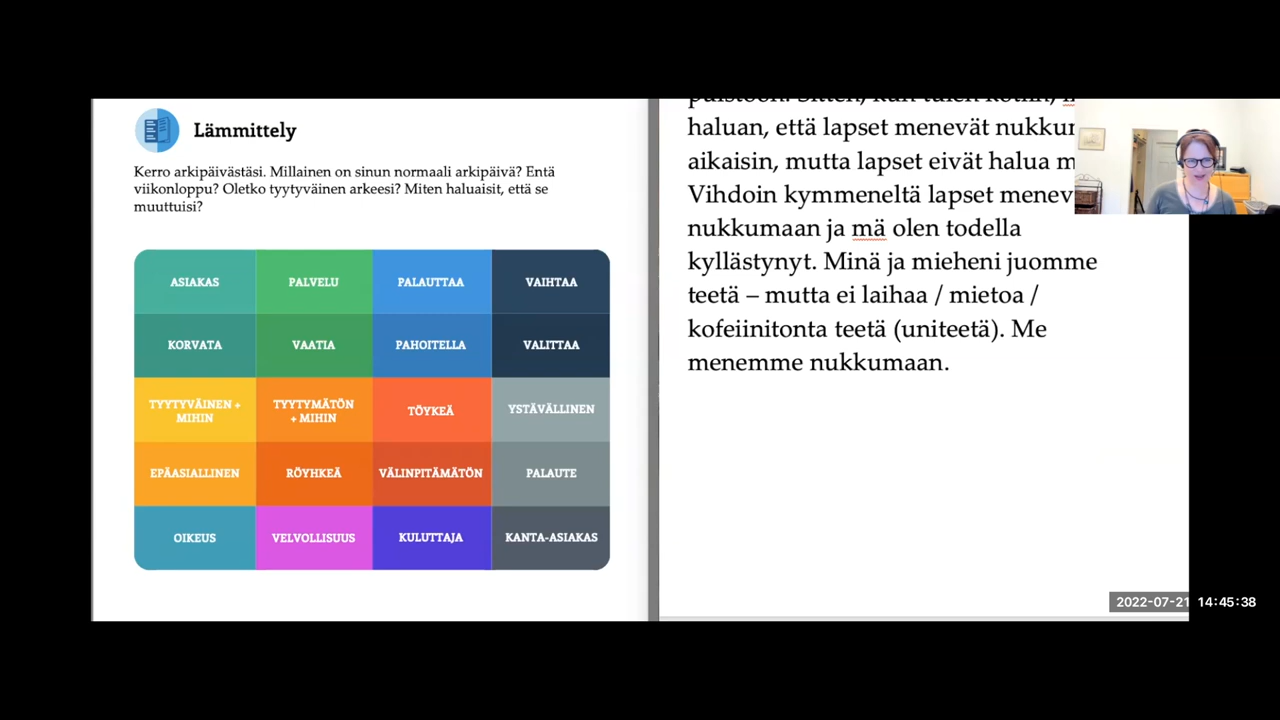 Lämmittely
Kerro arkipäivästäsi. Millainen on sinun normaali arkipäivä? Entä
viikonloppu? Oletko tyytyväinen arkeesi? Miten haluaisit, että se
muuttuisi?
ASIAKAS PALVELU PALAUTTAA VAIHTAA
KORVATA VAATIA PAHOITELLA VALITTAA
TYYTYVÄINEN +
MIHIN
TYYTYMÄTÖN
+ MIHIN
TÖYKEÄ YSTÄVÄLLINEN
EPÄASIALLINEN RÖYHKEÄ VÄLINPITÄMÄTÖN PALAUTE
OIKEUS VELVOLLISUUS KULUTTAJA KANTA-ASIAKAS
haluan, että lapset menevät
aikaisin, mutta lapset eivät halua
Vihdoin kymmeneltä lapset
nukkumaan ja mä olen todella
kyllästynyt. Minä ja mieheni juomme
teetä – mutta ei laihaa / mietoa /
kofeiinitonta teetä (uniteetä). Me
menemme nukkumaan.
2022-07-21 14:45:38